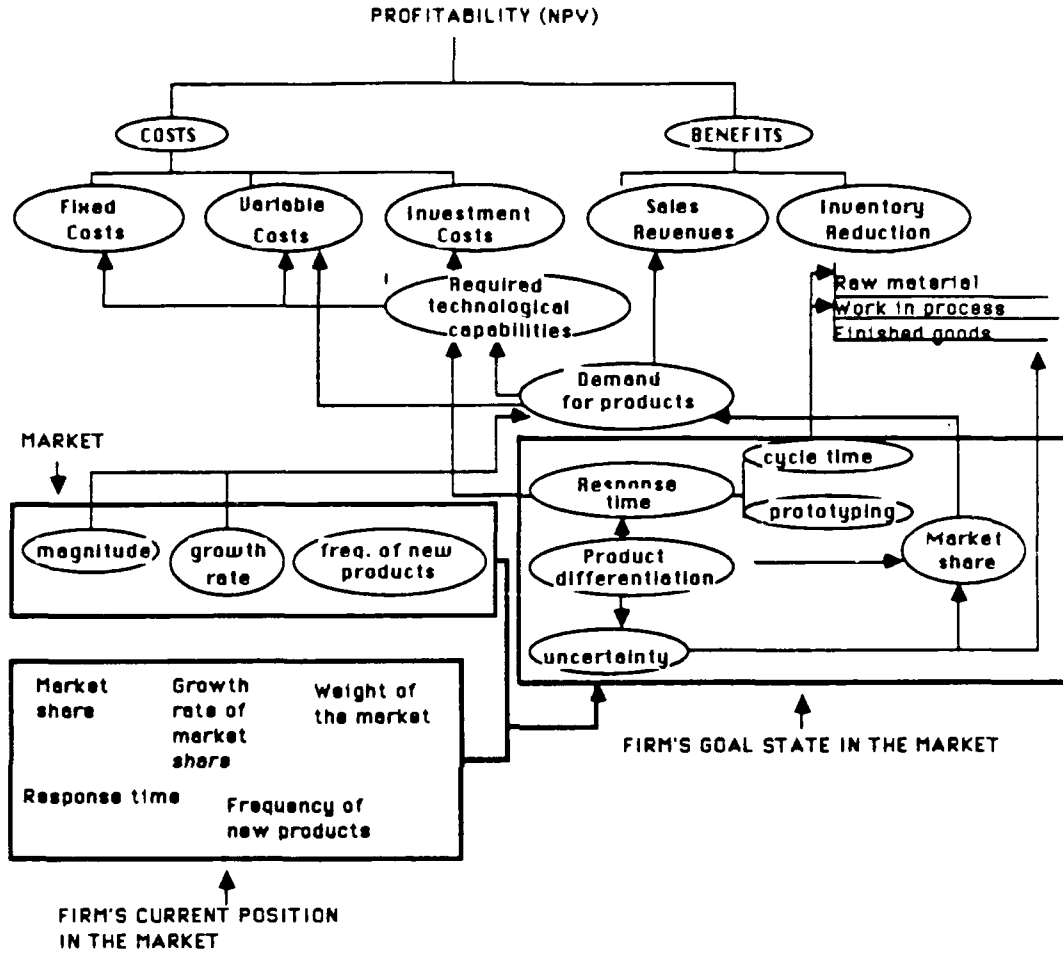 PROFITABILITY (NPV)
COSTS
BENEFITS
Fixed
Costs
Variable
Costs
Investment
Costs
Sales
Revenues
Inventory
Reduction
Required
technological
capabilities
Raw material
Work in process
Finished goods
Demand
for products
MARKET
cycle time
Response
time
prototyping
magnitude
growth
rate
freq. of new
products
Product
differentiation
Market
share
uncertainty
Market
share
Growth
rate of
market
share
Weight of
the market
FIRM'S GOAL STATE IN THE MARKET
Response time
Frequency of
new products
FIRM'S CURRENT POSITION
IN THE MARKET